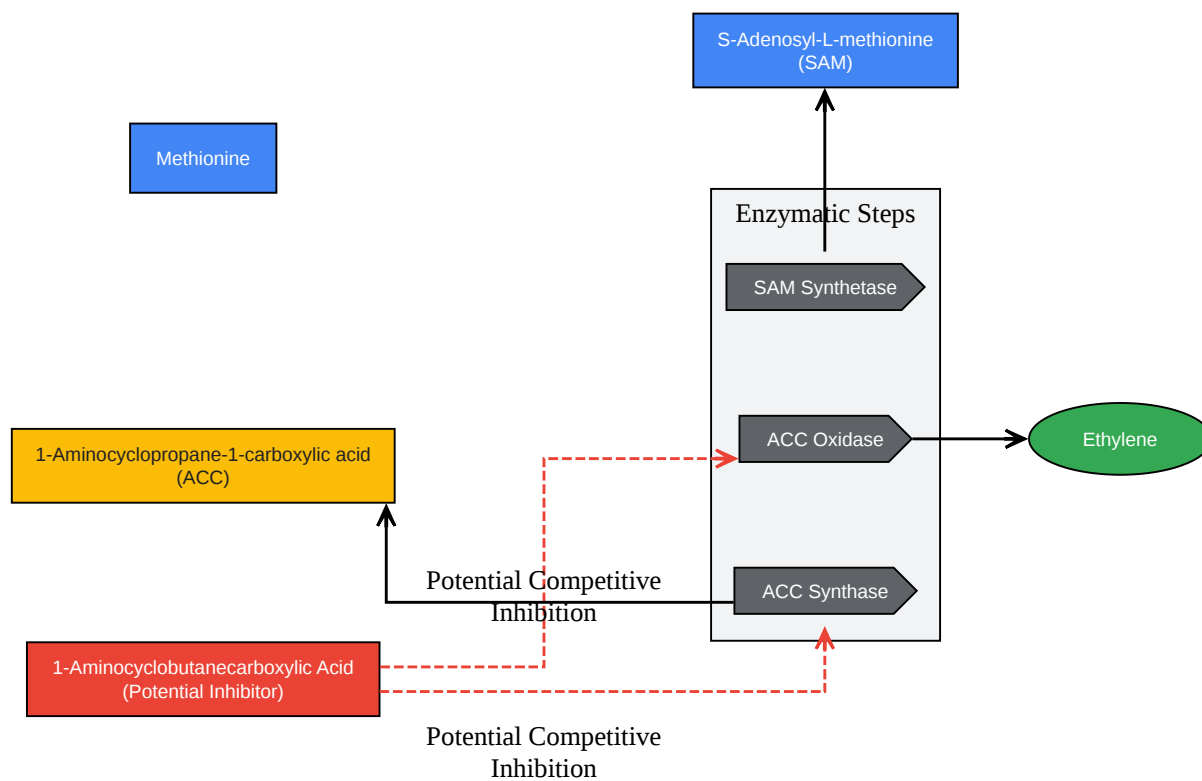 S-Adenosyl-L-methionine
(SAM)
Methionine
Enzymatic Steps
SAM Synthetase
1-Aminocyclopropane-1-carboxylic acid
(ACC)
ACC Oxidase
Ethylene
Potential Competitive
Inhibition
ACC Synthase
1-Aminocyclobutanecarboxylic Acid
(Potential Inhibitor)
Potential Competitive
Inhibition